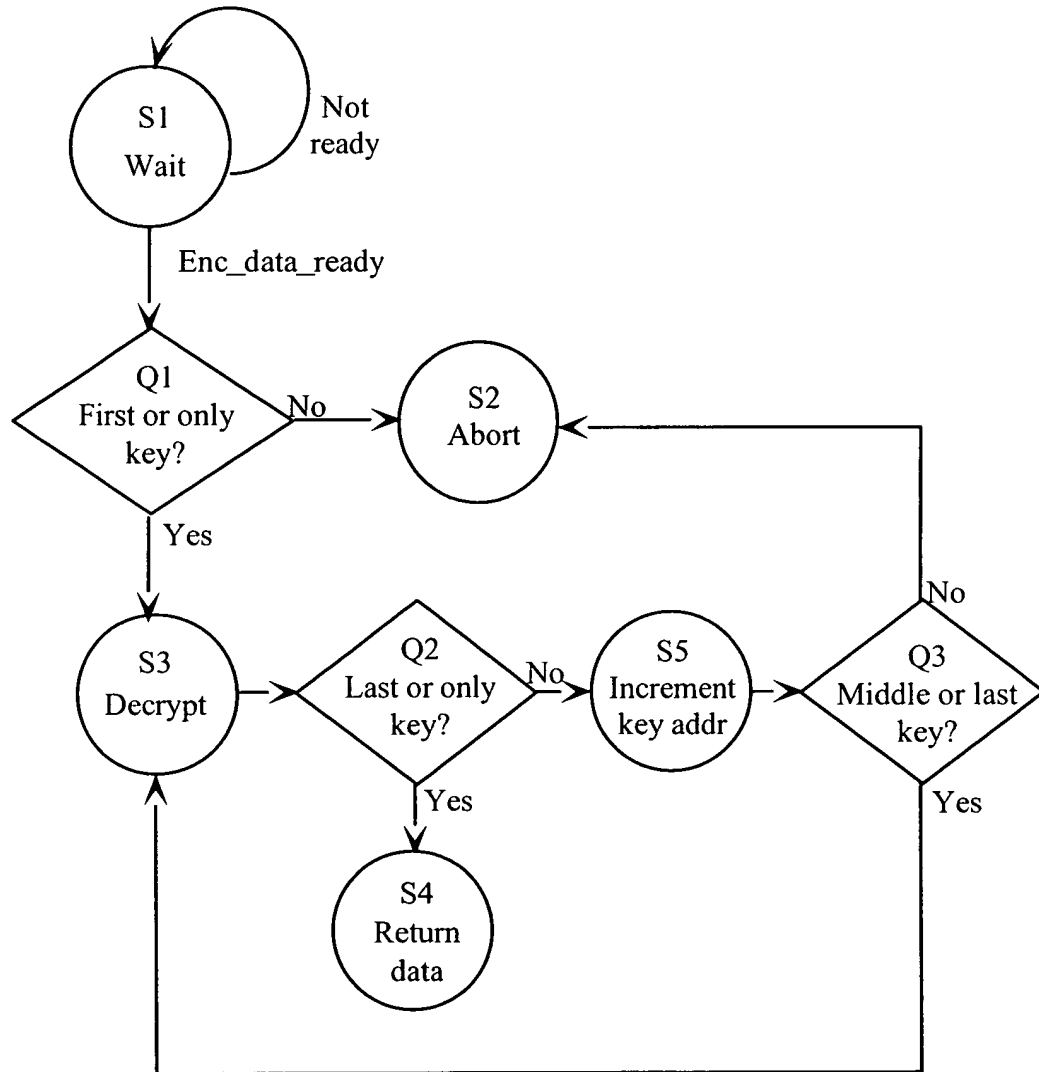 S1
Wait
Not
ready
Enc_data_ready
Q1
First or only
key?
No
S2
Abort
Yes
S3
Decrypt
Q2
Last or only
key?
No
S5
Increment
key addr
No
Q3
Middle or last
key?
Yes
Yes
S4
Return
data